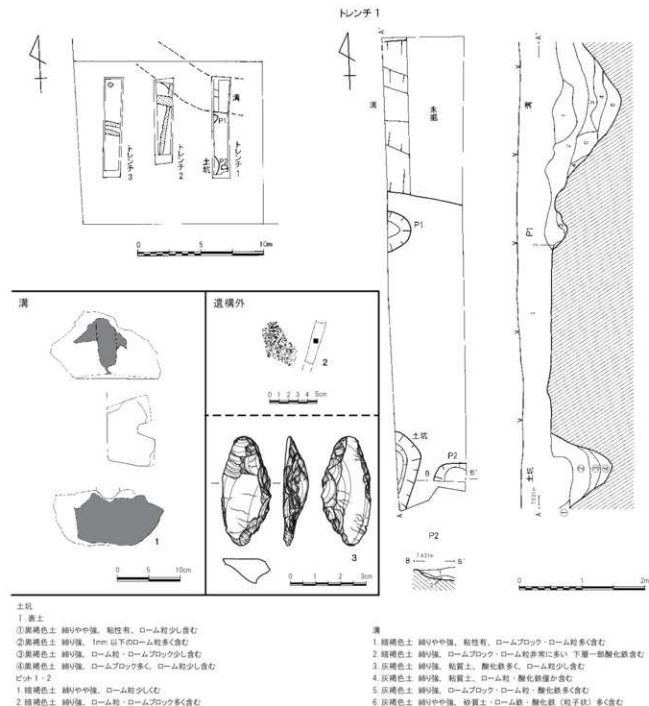 トレンチ 1
A'
A'
溝
未掘
溝
溝
P1
P2
土坑
トレンチ 1
トレンチ 2
トレンチ 3
P1
P1
0 5 10m
溝
遺構外
2
0 1 2 3 4 5cm
土坑
P2
B B'
A
土坑
A
7.631m
P2
B 7.431m B'
1
0 5 10cm
3
0 1 2 3cm
0 1 2m
土坑
Ⅰ. 表土
①黒褐色土 締りやや強、粘性有、ローム粒少し含む
②黒褐色土 締り強、1mm 以下のローム粒多く含む
③黒褐色土 締り強、ローム粒・ロームブロック少し含む
④黒褐色土 締り強、ロームブロック多く、ローム粒少し含む
ピット 1・2
1. 暗褐色土 締りやや強、ローム粒少しくむ
2. 暗褐色土 締り強、ローム粒・ロームブロック多く含む
溝
1. 暗褐色土 締りやや強、粘性有、ロームブロック・ローム粒多く含む
2. 暗褐色土 締り強、ロームブロック・ローム粒非常に多い 下層一部酸化鉄含む
3. 灰褐色土 締り強、粘質土、酸化鉄多く、ローム粒少し含む
4. 灰褐色土 締り強、粘質土、ローム粒・酸化鉄僅か含む
5. 灰褐色土 締り強、ロームブロック・ローム粒・酸化鉄多く含む
6. 灰褐色土 締りやや強、砂質土・ローム鉄・酸化鉄（粒子状）多く含む